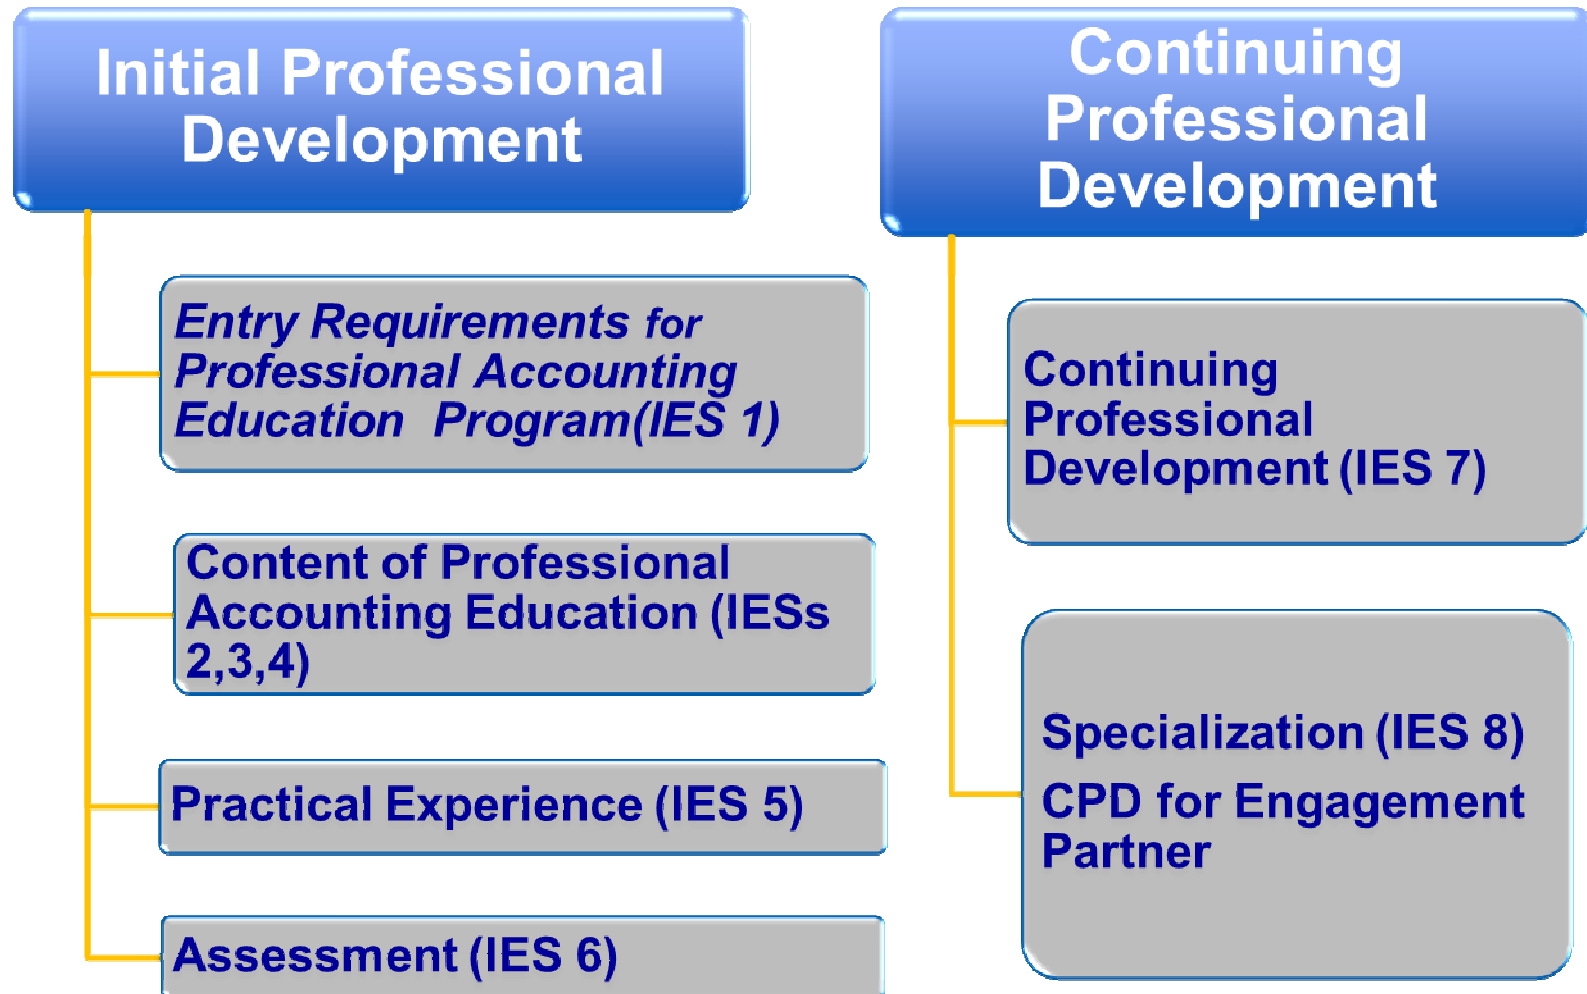 Initial Professional
Development
Entry Requirements for
Professional Accounting
Education Program(IES 1)
Content of Professional
Accounting Education (IESs
2,3,4)
Practical Experience (IES 5)
Assessment (IES 6)
Continuing
Professional
Development
Continuing
Professional
Development (IES 7)
Specialization (IES 8)
CPD for Engagement
Partner